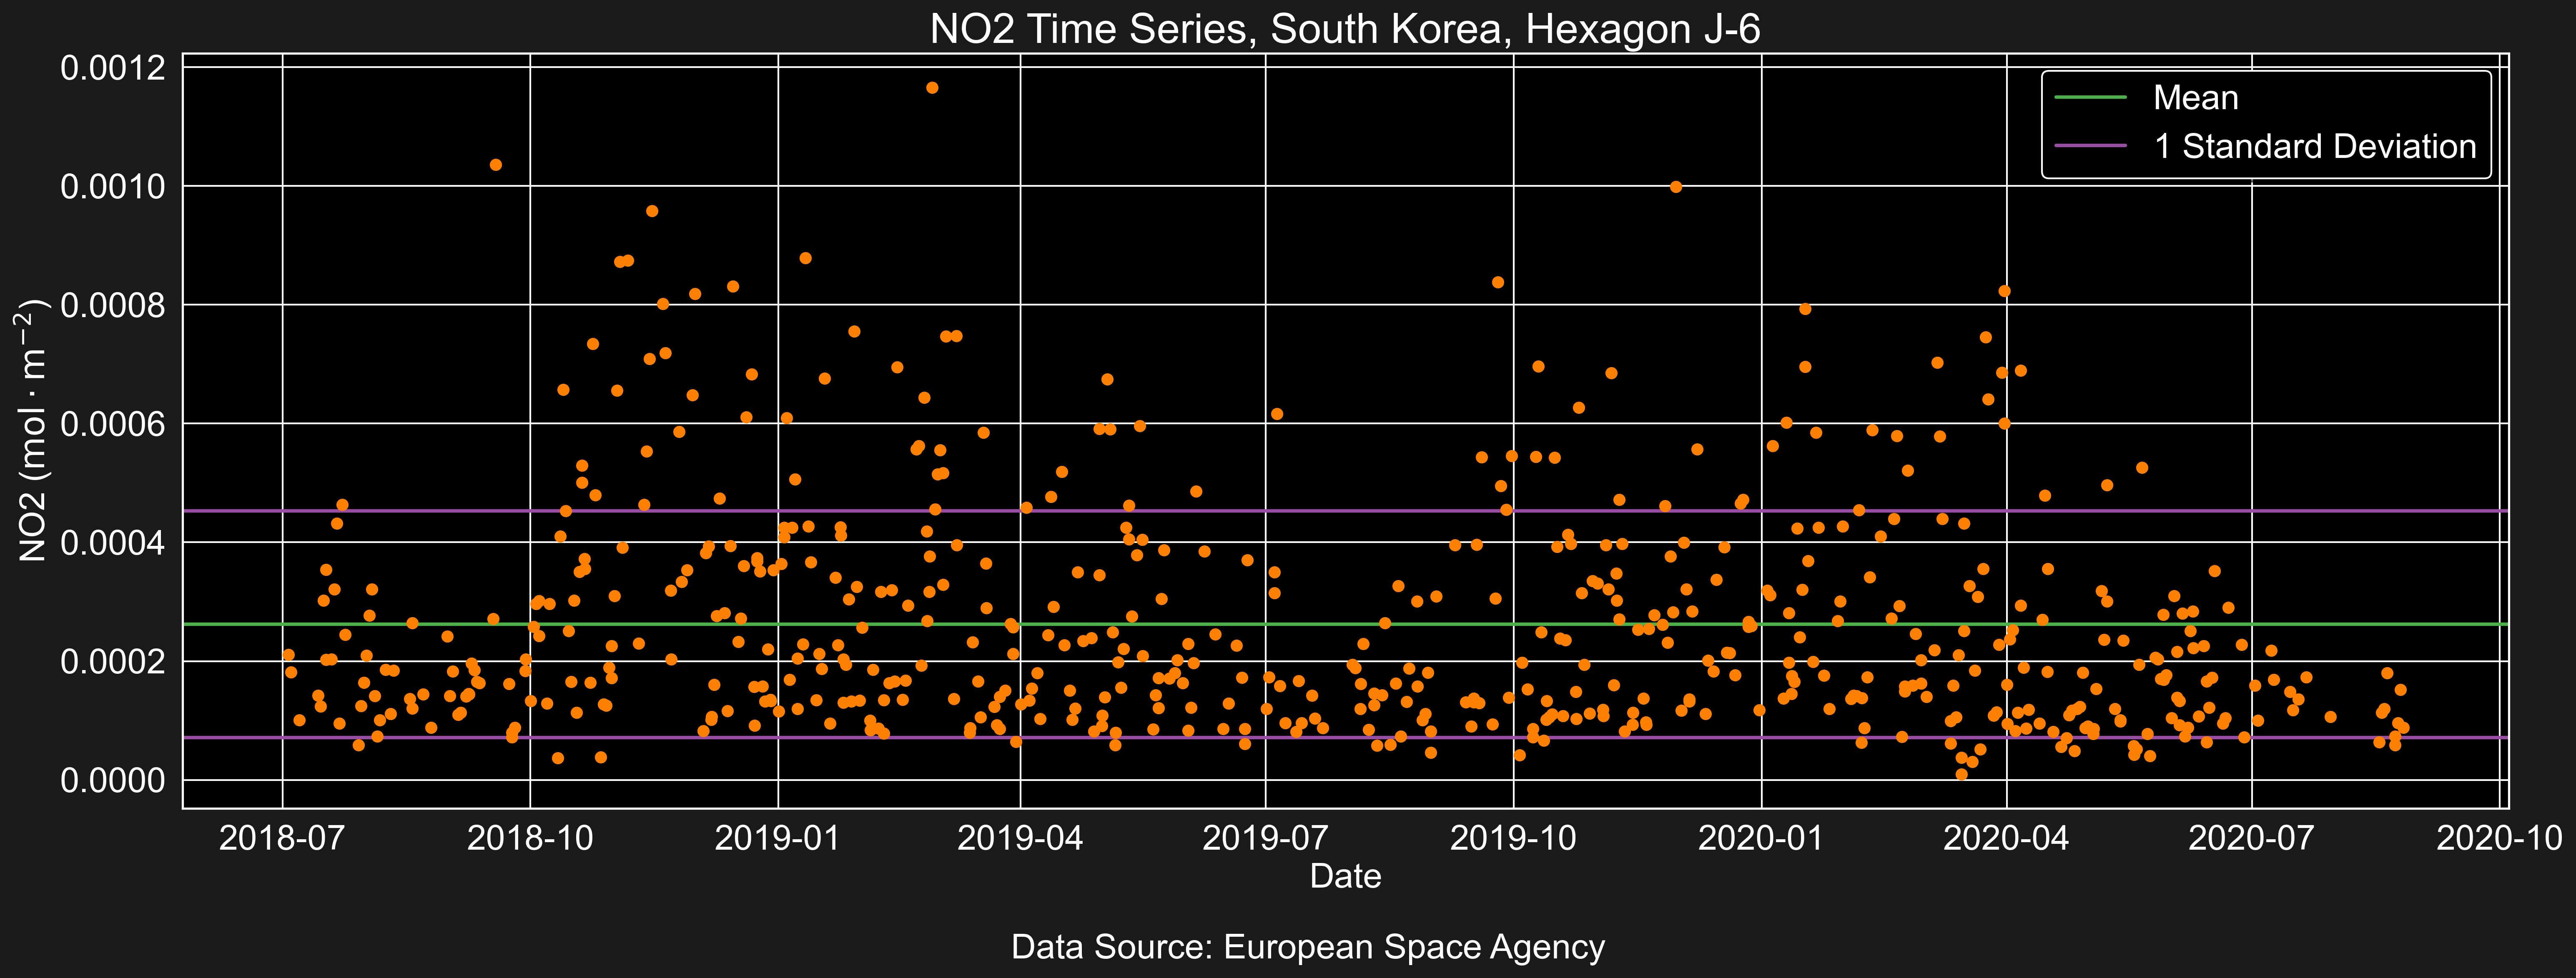 NO2 Time Series, South Korea, Hexagon J-6
0.0012
0.0010
0.0008
0.0006
0.0004
0.0002
0.0000
NO2 (mol · m⁻²)
Mean
1 Standard Deviation
2018-07 2018-10 2019-01 2019-04 2019-07 2019-10 2020-01 2020-04 2020-07 2020-10
Date
Data Source: European Space Agency